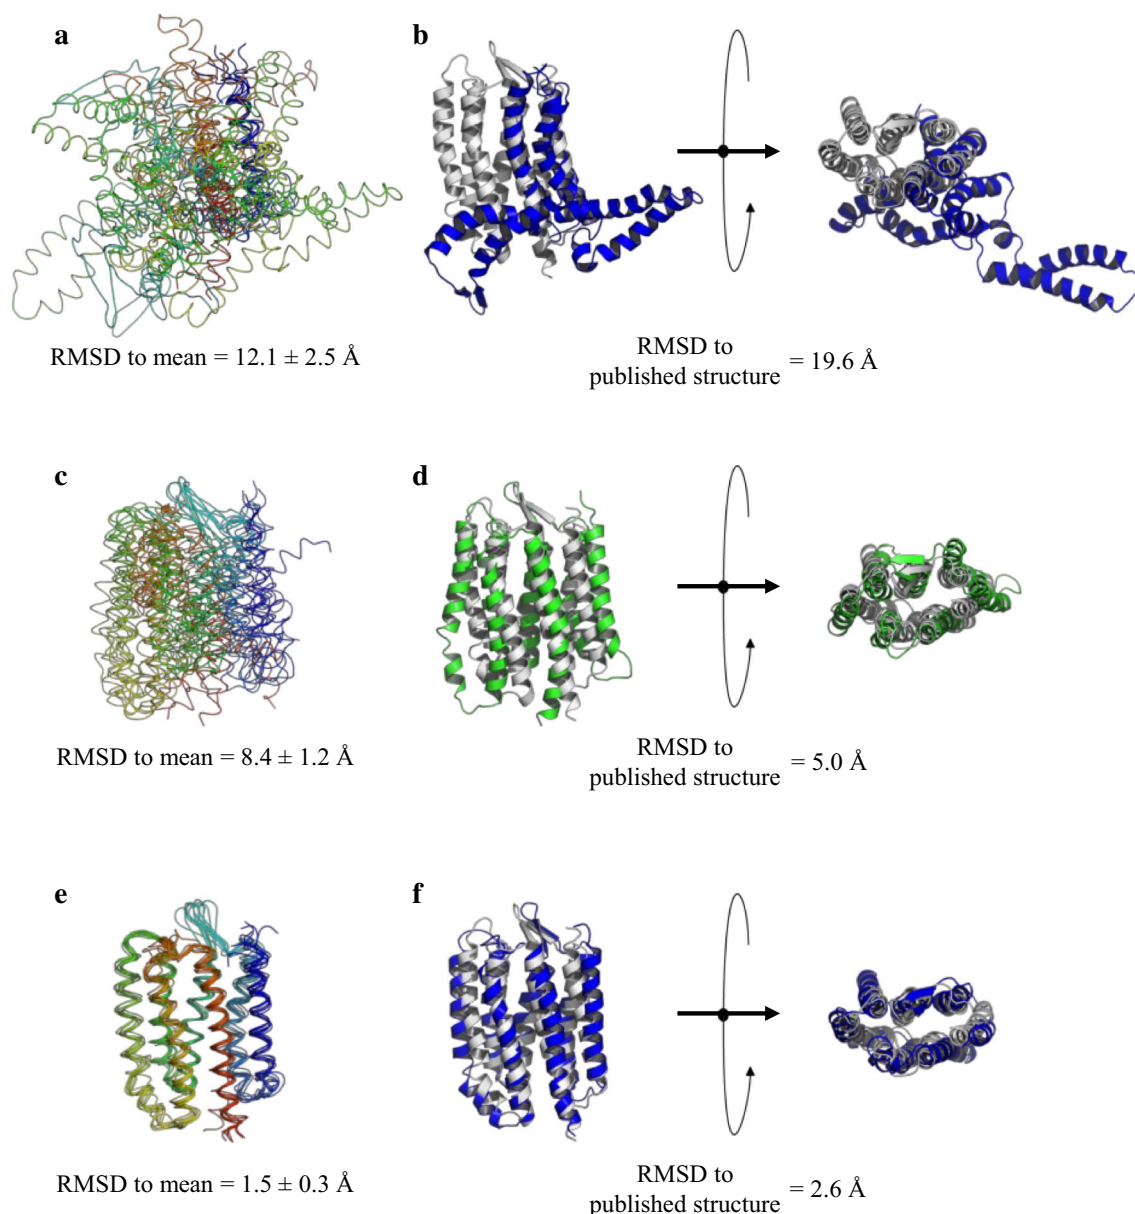 a
b
RMSD to mean = 12.1 ± 2.5 Å
RMSD to
published structure = 19.6 Å
c
d
RMSD to mean = 8.4 ± 1.2 Å
RMSD to
published structure = 5.0 Å
e
f
RMSD to mean = 1.5 ± 0.3 Å
RMSD to
published structure = 2.6 Å